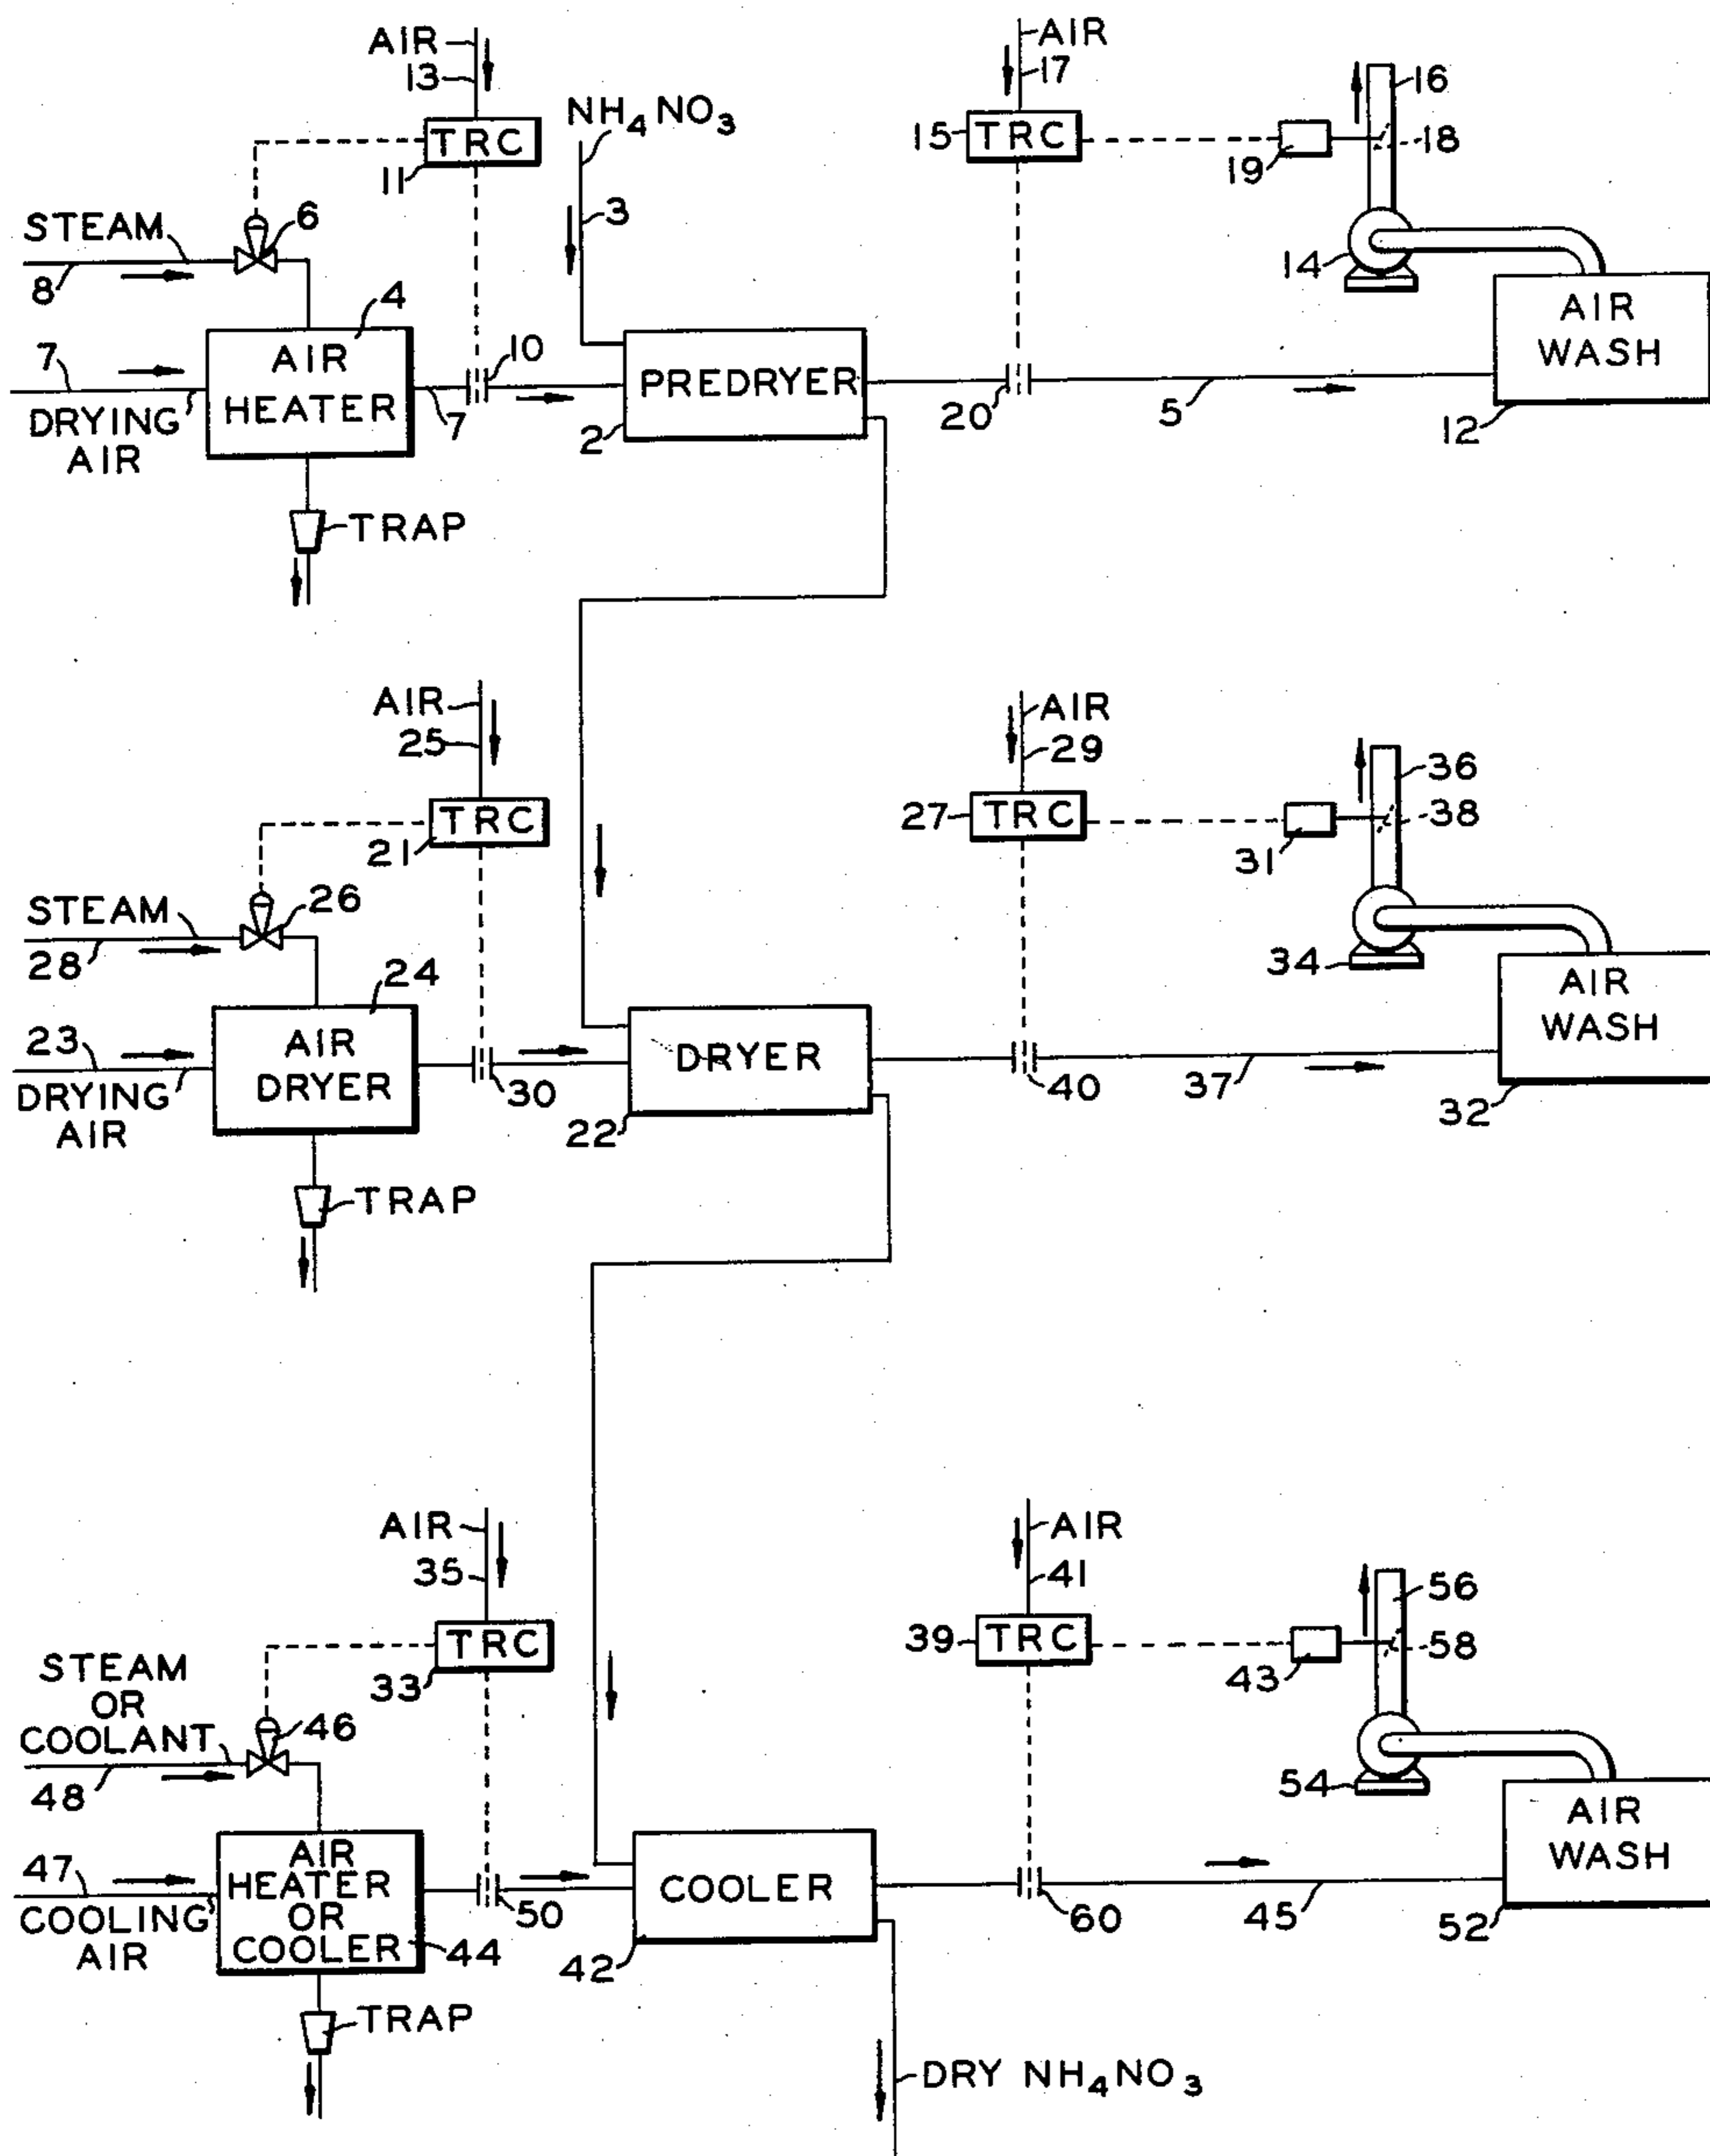 AIR
13
TRC
11
NH4NO3
3
AIR
17
15
TRC
19
16
18
14
STEAM
8
6
7
DRYING
AIR
4
AIR
HEATER
7
10
TRAP
PREDRYER
2
20
5
AIR
WASH
12
AIR
25
TRC
21
AIR
29
27
TRC
31
36
38
34
STEAM
28
26
23
DRYING
AIR
24
AIR
DRYER
30
TRAP
DRYER
22
40
37
AIR
WASH
32
AIR
35
TRC
33
AIR
41
39
TRC
43
56
58
54
STEAM
OR
COOLANT
48
46
47
COOLING
AIR
AIR
HEATER
OR
COOLER
44
50
TRAP
COOLER
42
60
45
AIR
WASH
52
DRY NH4NO3